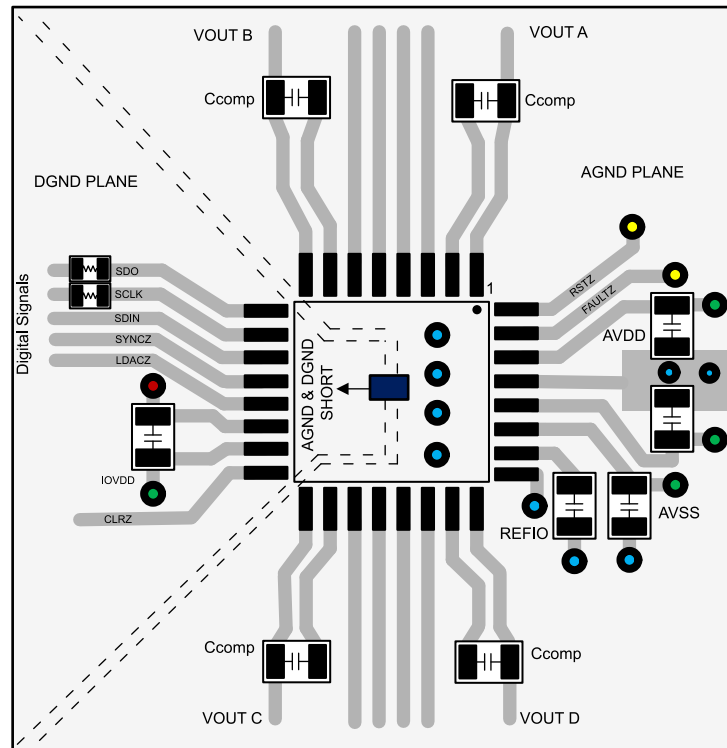 VOUT B
VOUT A
Ccomp
Ccomp
DGND PLANE
AGND PLANE
Digital Signals
SDO
SCLK
SDIN
SYNCZ
LDACZ
IOVDD
CLRZ
AGND & DGND
SHORT
1
RSTZ
FAULTZ
AVDD
REFIO
AVSS
Ccomp
Ccomp
VOUT C
VOUT D